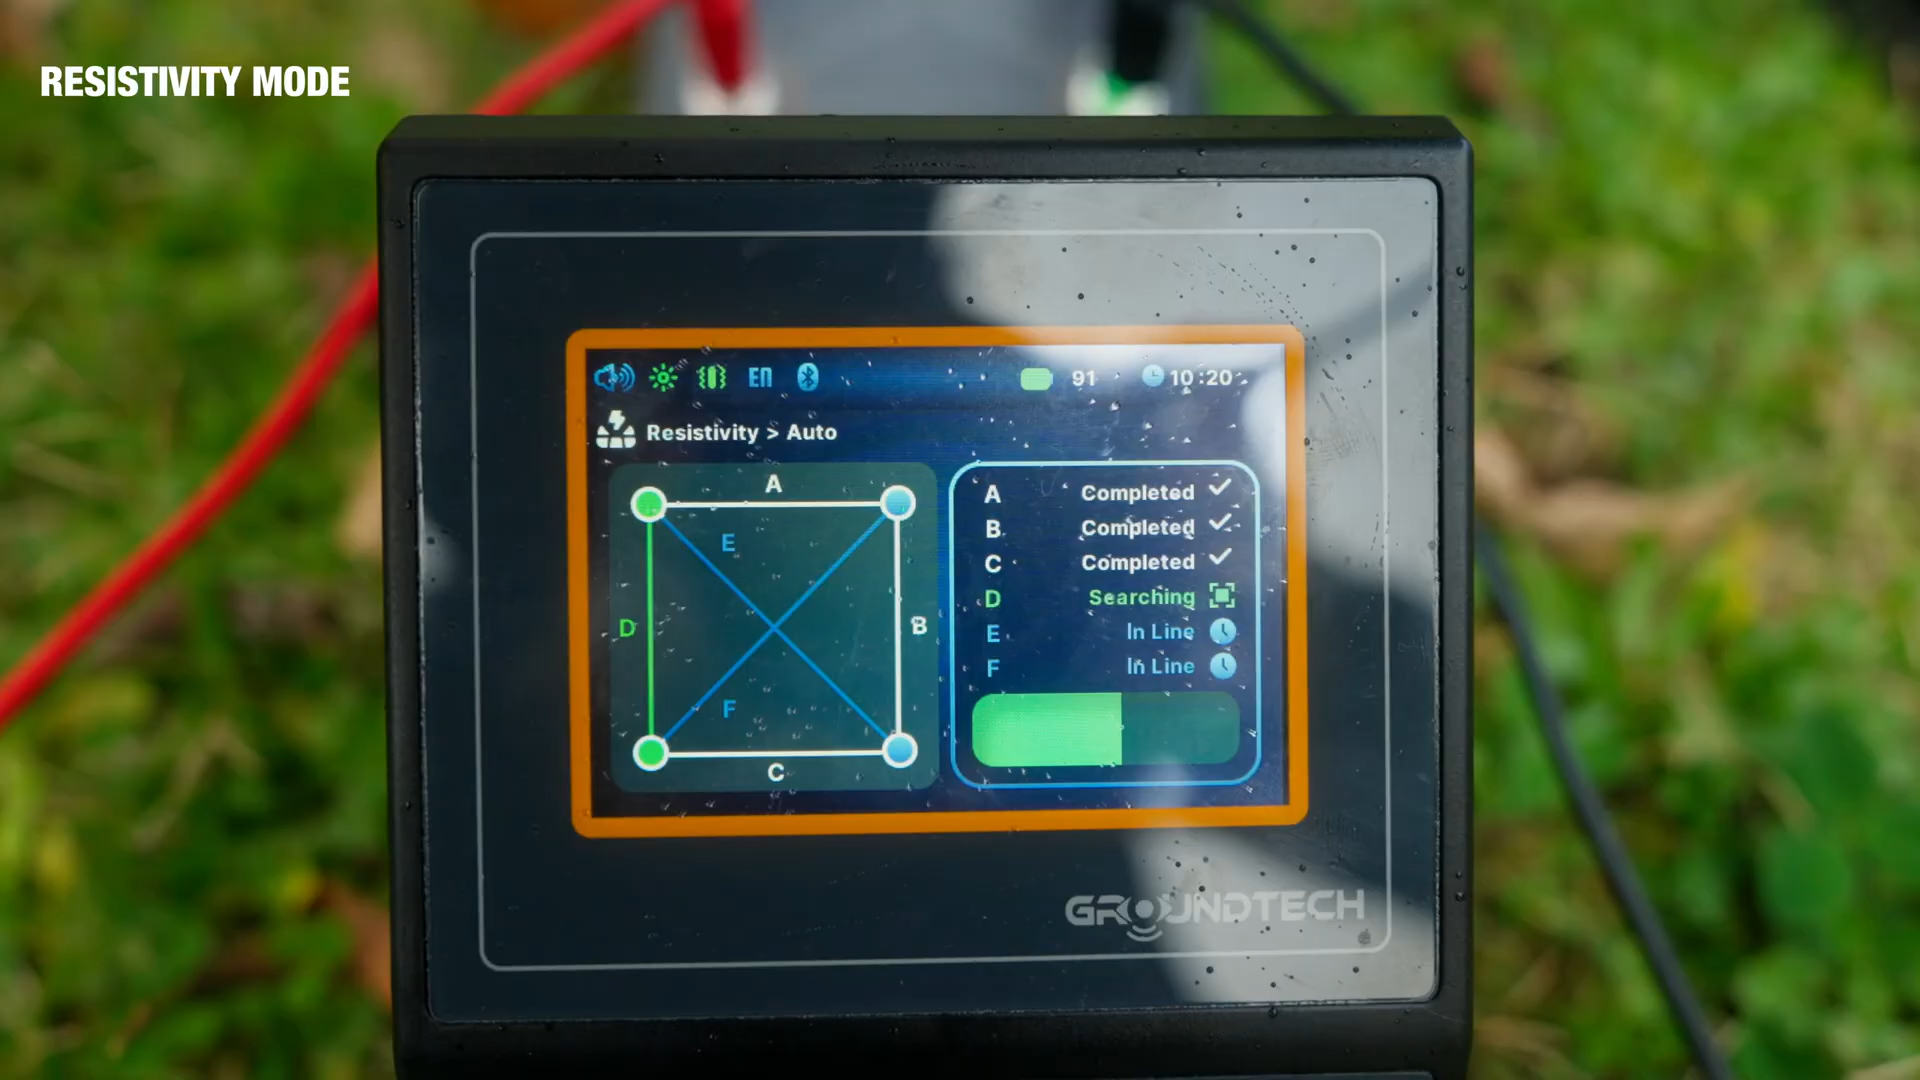 RESISTIVITY MODE
EN 91 10:20
Resistivity > Auto
A
E
D
B
F
C
A Completed
B Completed
C Completed
D Searching
E In Line
F In Line
GROUNDTECH